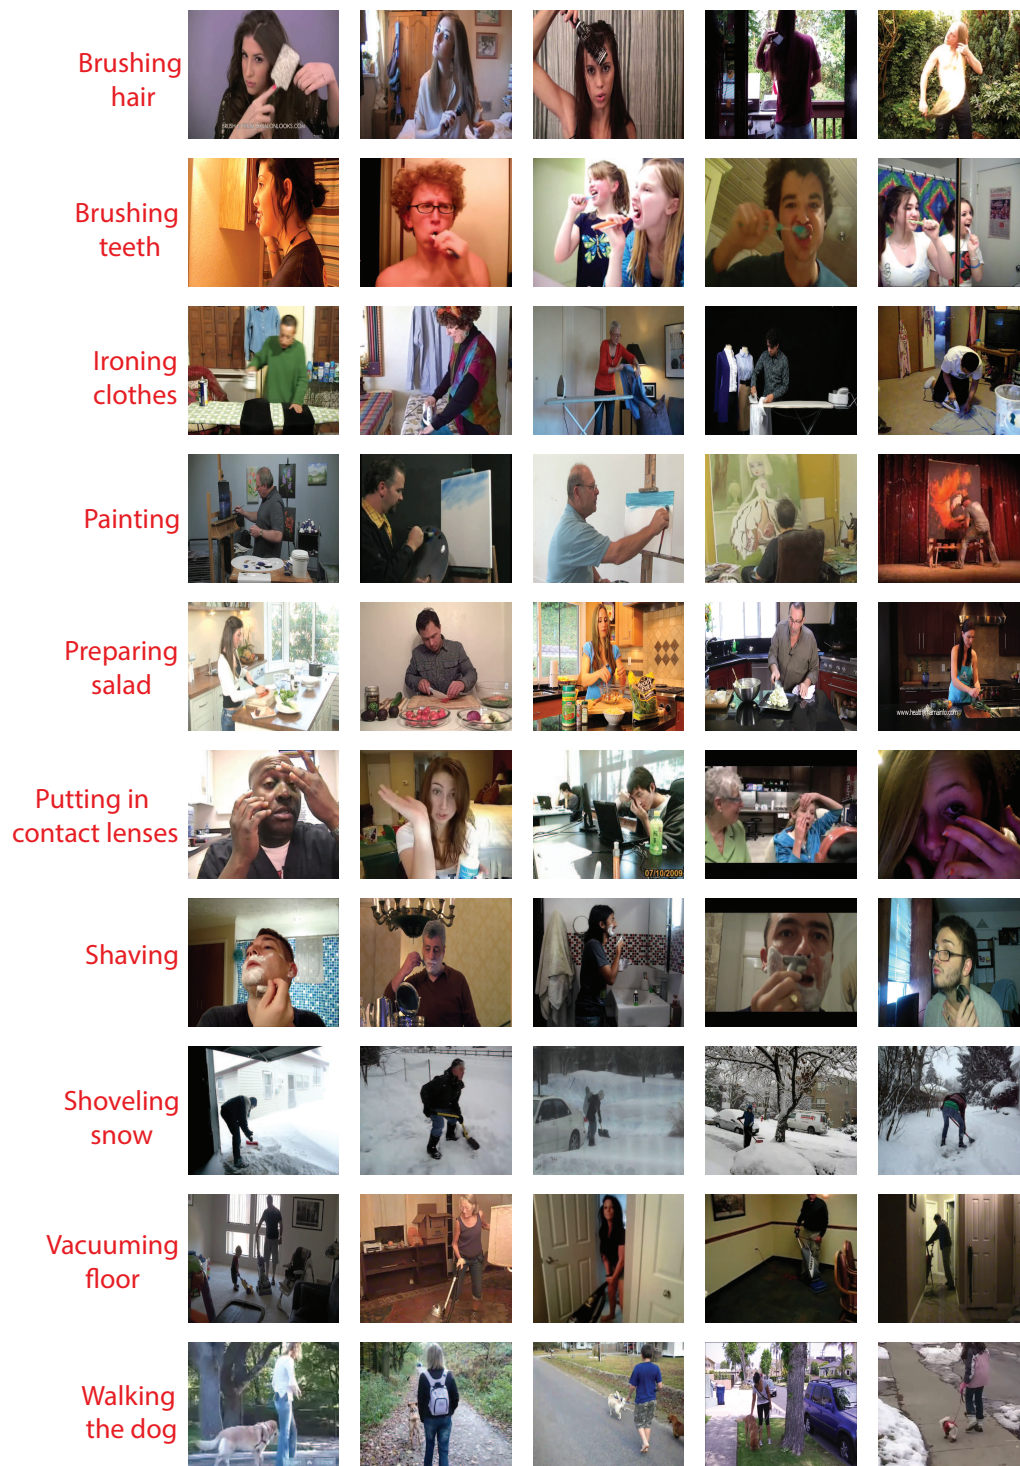 Brushing
hair
Brushing
teeth
Ironing
clothes
Painting
Preparing
salad
Putting in
contact lenses
07/10/2009
Shaving
Shoveling
snow
Vacuuming
floor
Walking
the dog